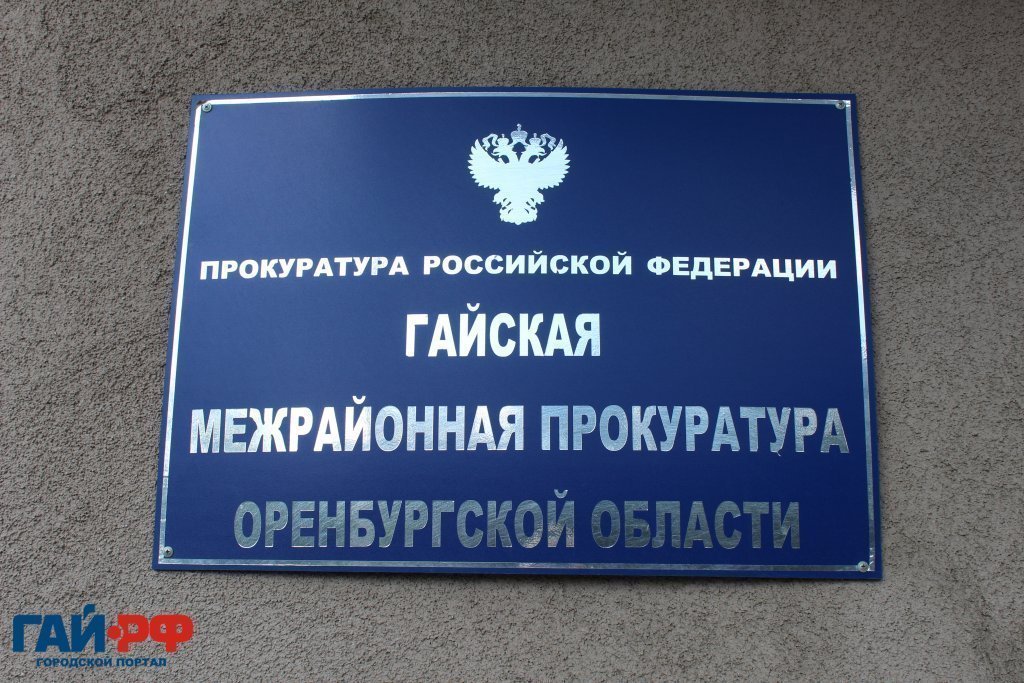 ПРОКУРАТУРА РОССИЙСКОЙ ФЕДЕРАЦИИ
ГАЙСКАЯ
МЕЖРАЙОННАЯ ПРОКУРАТУРА
ОРЕНБУРГСКОЙ ОБЛАСТИ
ГАЙ•РФ
ГОРОДСКОЙ ПОРТАЛ